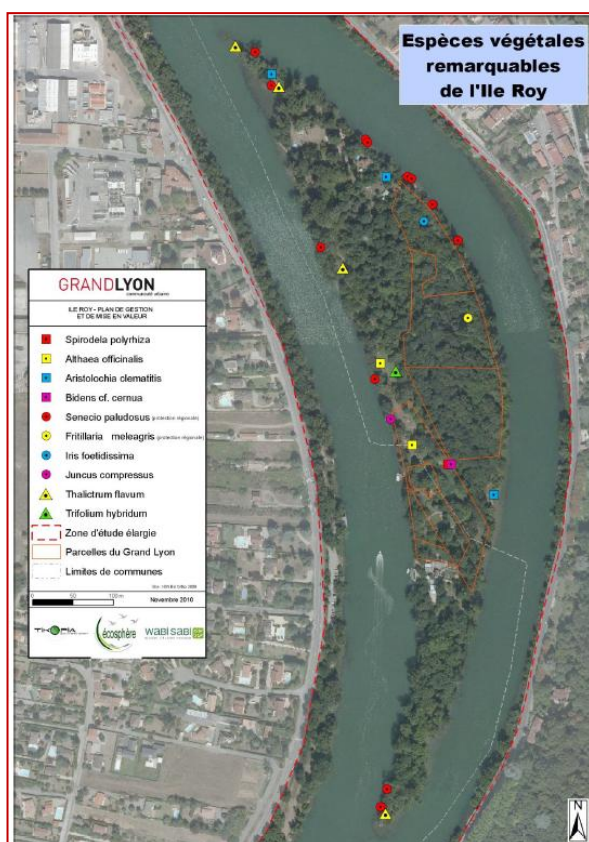 Espèces végétales
remarquables
de l'Ile Roy
GRANDLYON
communauté urbaine
ILE ROY - PLAN DE GESTION
ET DE MISE EN VALEUR
Spirodela polyrhiza
Althaea officinalis
Aristolochia clematitis
Bidens cf. cernua
Senecio paludosus (protection régionale)
Fritillaria meleagris (protection régionale)
Iris foetidissima
Juncus compressus
Thalictrum flavum
Trifolium hybridum
Zone d'étude élargie
Parcelles du Grand Lyon
Limites de communes
0 50 100 m
Novembre 2010
écosphère
WABI SABI
N